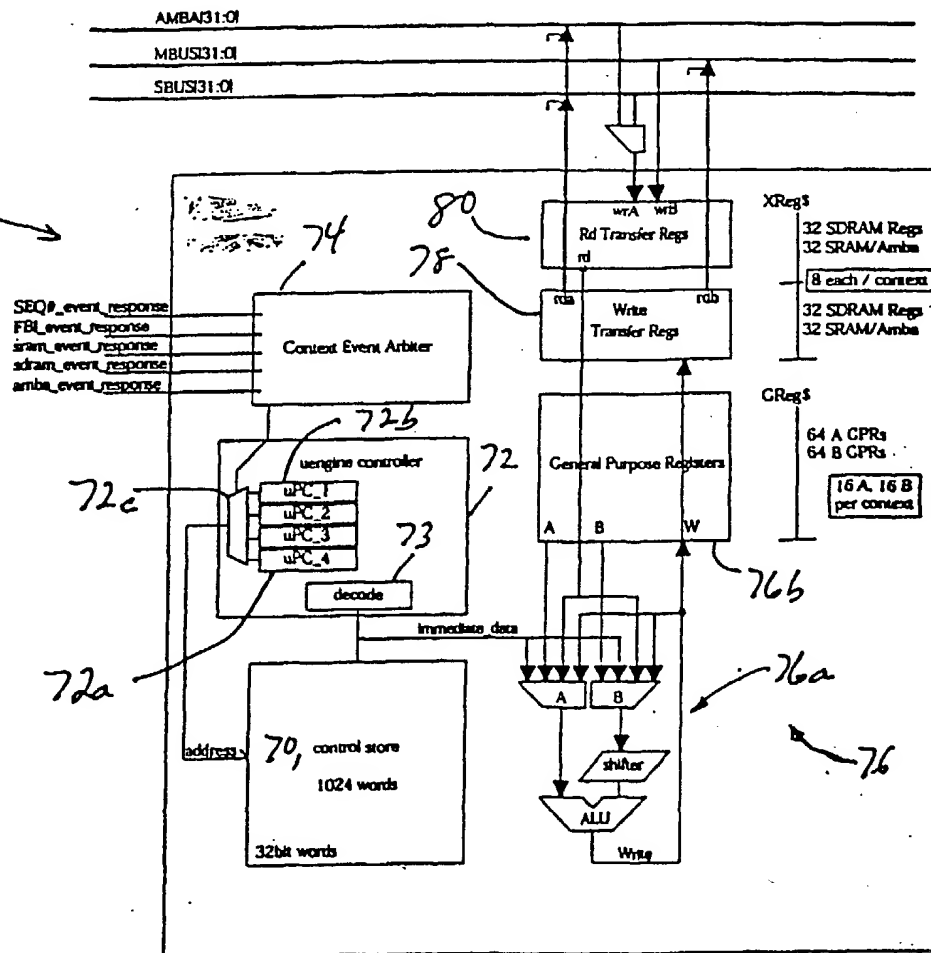 AMBA[31:0]
MBUS[31:0]
SBUS[31:0]
wrA wrB
Rd Transfer Regs
rd
80
XReg$
32 SDRAM Regs
32 SRAM/Amba
8 each / context
32 SDRAM Regs
32 SRAM/Amba
78
rda
rdb
Write
Transfer Regs
74
SEQ#_event_response
FBI_event_response
sram_event_response
sdram_event_response
amba_event_response
Context Event Arbiter
GReg$
64 A GPRs
64 B GPRs
16 A, 16 B
per context
General Purpose Registers
A B W
76b
72b
uengine controller
72
72c
uPC_1
uPC_2
uPC_3
uPC_4
73
decode
72a
immediate_data
A B
76a
76
shifter
ALU
Write
address
70, control store
1024 words
32bit words